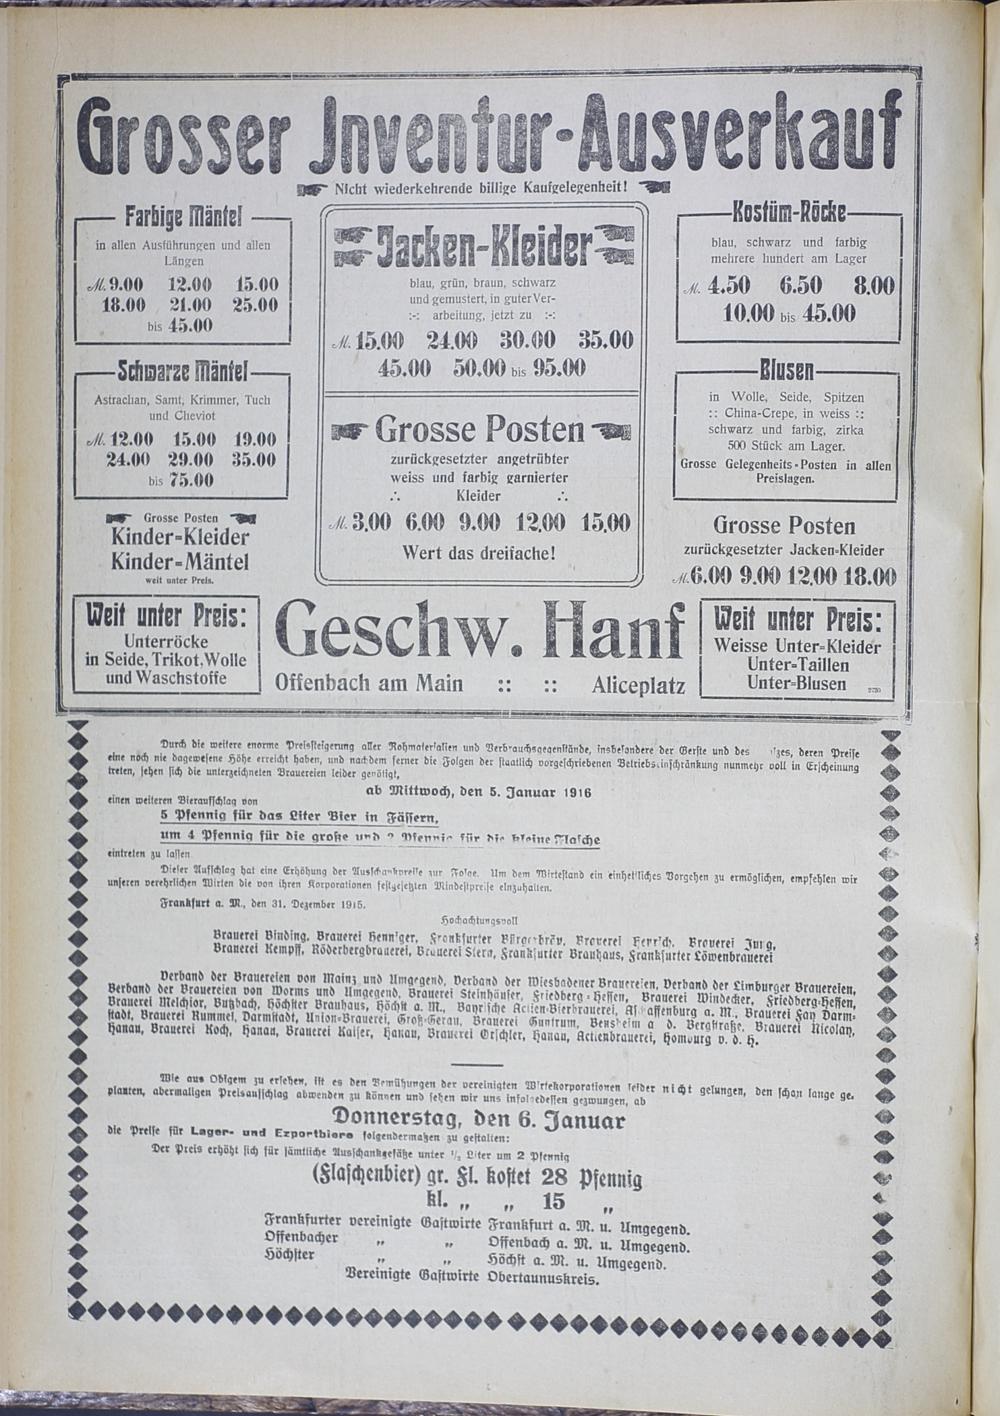 Grosser Inventur-Ausverkauf
Nicht wiederkehrende billige Kaufgelegenheit!
Farbige Mäntel
in allen Ausführungen und allen
Längen
M. 9.00 12.00 15.00
18.00 21.00 25.00
bis 45.00
Schwarze Mäntel
Astrachan, Samt, Krimmer, Tuch
und Cheviot
M. 12.00 15.00 19.00
24.00 29.00 35.00
bis 75.00
Grosse Posten
Kinder-Kleider
Kinder-Mäntel
weit unter Preis.
Jacken-Kleider
blau, grün, braun, schwarz
und gemustert, in guter Ver-
:-: arbeitung, jetzt zu :-:
M. 15.00 24.00 30.00 35.00
45.00 50.00 bis 95.00
Grosse Posten
zurückgesetzter angetrübter
weiss und farbig garnierter
∴ Kleider ∴
M. 3.00 6.00 9.00 12.00 15.00
Wert das dreifache!
Kostüm-Röcke
blau, schwarz und farbig
mehrere hundert am Lager
M. 4.50 6.50 8.00
10.00 bis 45.00
Blusen
in Wolle, Seide, Spitzen
:: China-Crepe, in weiss ::
schwarz und farbig, zirka
500 Stück am Lager.
Grosse Gelegenheits-Posten in allen
Preislagen.
Grosse Posten
zurückgesetzter Jacken-Kleider
M. 6.00 9.00 12.00 18.00
Weit unter Preis:
Unterröcke
in Seide, Trikot, Wolle
und Waschstoffe
Geschw. Hanf
Offenbach am Main :: :: Aliceplatz
Weit unter Preis:
Weisse Unter-Kleider
Unter-Taillen
Unter-Blusen
Durch die weitere enorme Preissteigerung aller Rohmaterialien und Verbrauchsgegenstände, insbesondere der Gerste und des deren Preise
eine noch nie dagewesene Höhe erreicht haben, und nachdem ferner die Folgen der staatlich vorgeschriebenen Betriebseinschränkung nunmehr voll in Erscheinung
treten, sehen sich die unterzeichneten Brauereien leider genötigt,
ab Mittwoch, den 5. Januar 1916
einen weiteren Bieraufschlag von
5 Pfennig für das Liter Bier in Fässern,
um 4 Pfennig für die große und 2 Pfennig für die kleine Flasche
eintreten zu lassen.
Dieser Aufschlag hat eine Erhöhung der Ausschankpreise zur Folge. Um dem Wirtestand ein einheitliches Vorgehen zu ermöglichen, empfehlen wir
unseren verehrlichen Wirten die von ihren Korporationen festgesetzten Mindestpreise einzuhalten.
Frankfurt a. M., den 31. Dezember 1915.
Hochachtungsvoll
Brauerei Binding, Brauerei Henninger, Frankfurter Bürgerbräu, Brauerei Henrich, Brauerei Jung,
Brauerei Kempff, Röderbergbrauerei, Brauerei Stern, Frankfurter Brauhaus, Frankfurter Löwenbrauerei
Verband der Brauereien von Mainz und Umgegend, Verband der Wiesbadener Brauereien, Verband der Limburger Brauereien,
Verband der Brauereien von Worms und Umgegend, Brauerei Steinhäuser, Friedberg-Hessen, Brauerei Windecker, Friedberg-Hessen,
Brauerei Melchior, Butzbach, Höchster Brauhaus, Höchst a. M., Bayrische Actien-Bierbrauerei, Aschaffenburg a. M., Brauerei Fay Darm-
stadt, Brauerei Rummel, Darmstadt, Union-Brauerei, Groß-Gerau, Brauerei Guntrum, Bensheim a d. Bergstraße, Brauerei Nicolay,
Hanau, Brauerei Koch, Hanau, Brauerei Kaiser, Hanau, Brauerei Orschler, Hanau, Actienbrauerei, Homburg v. d. H.
Wie aus Obigem zu ersehen, ist es den Bemühungen der vereinigten Wirtekorporationen leider nicht gelungen, den schon lange ge-
planten, abermaligen Preisaufschlag abwenden zu können und sehen wir uns infolgedessen gezwungen, ab
Donnerstag, den 6. Januar
die Preise für Lager- und Exportbiere folgendermaßen zu gestalten:
Der Preis erhöht sich für sämtliche Ausschankgefäße unter ½ Liter um 2 Pfennig
(Flaschenbier) gr. Fl. kostet 28 Pfennig
kl. „ „ 15 „
Frankfurter vereinigte Gastwirte Frankfurt a. M. u. Umgegend.
Offenbacher „ „ Offenbach a. M. u. Umgegend.
Höchster „ „ Höchst a. M. u. Umgegend.
Vereinigte Gastwirte Obertaunuskreis.